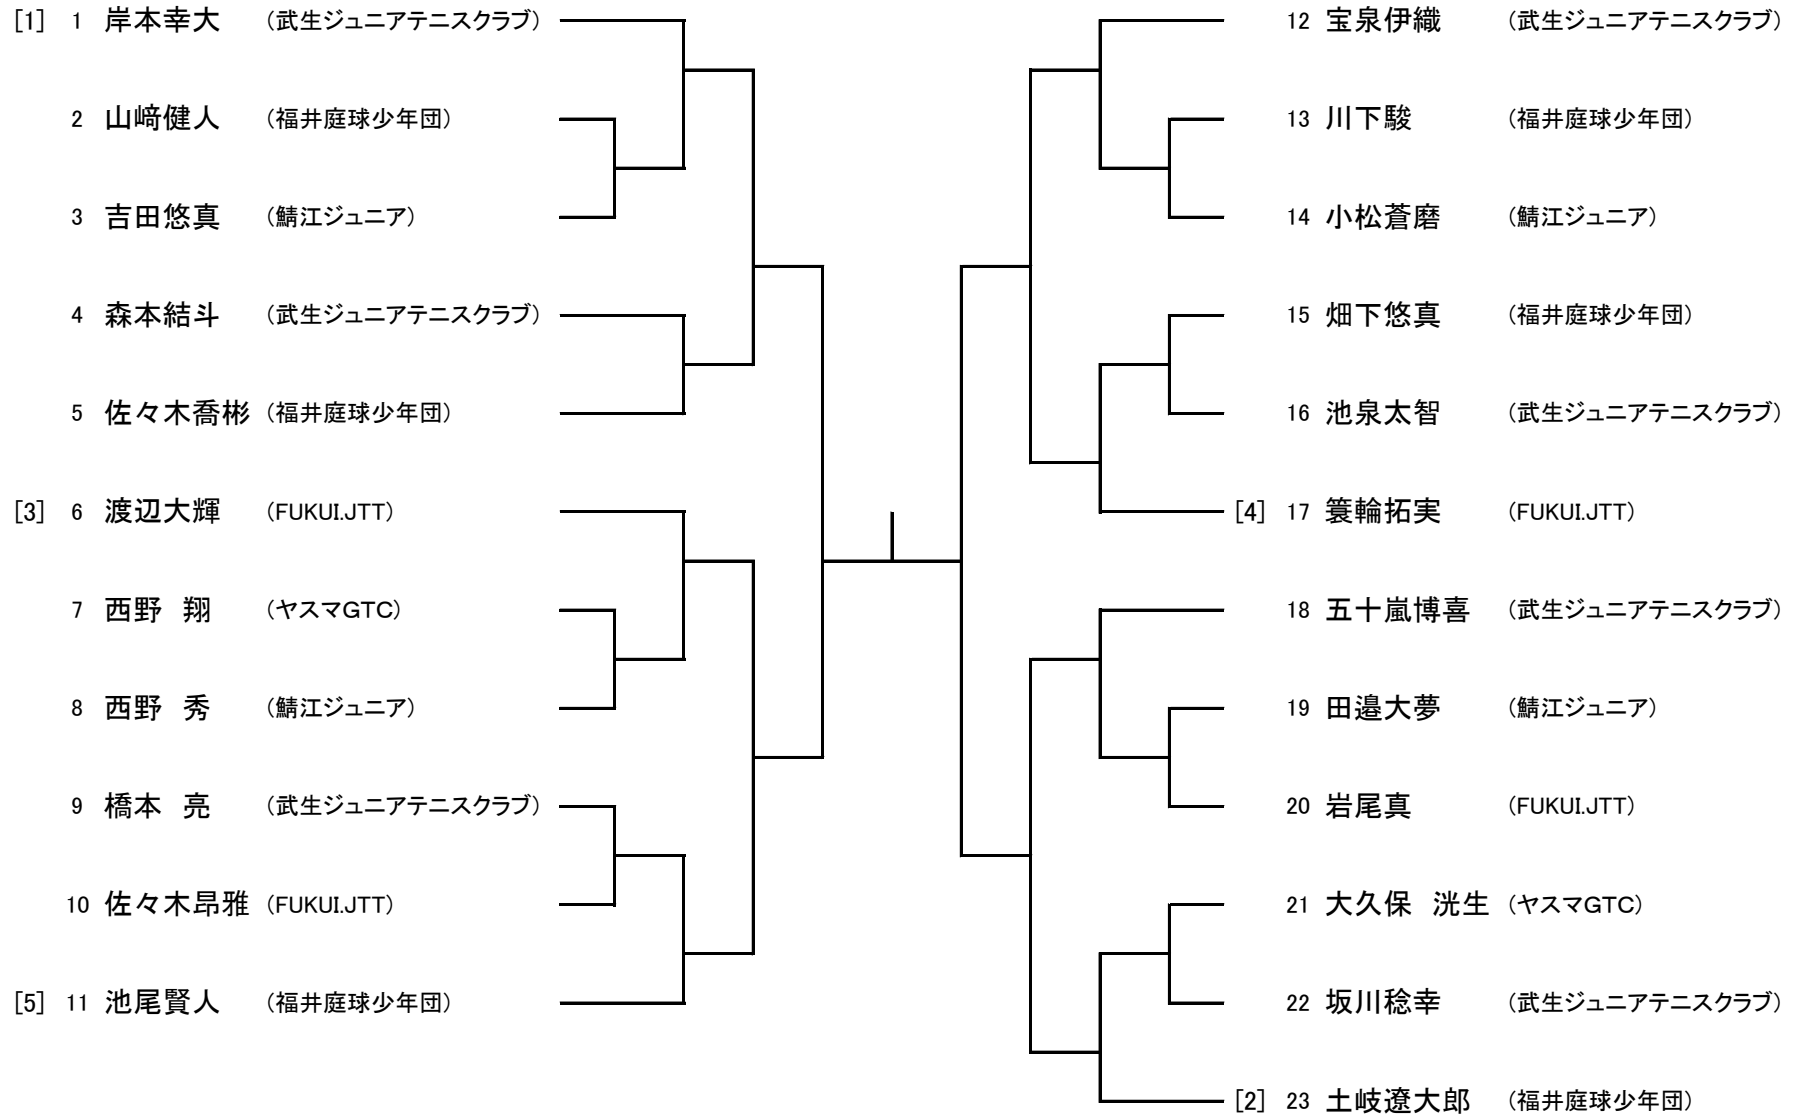 [1] 1 岸本幸大 (武生ジュニアテニスクラブ)
2 山﨑健人 (福井庭球少年団)
3 吉田悠真 (鯖江ジュニア)
4 森本結斗 (武生ジュニアテニスクラブ)
5 佐々木喬彬 (福井庭球少年団)
[3] 6 渡辺大輝 (FUKUI.JTT)
7 西野　翔 (ヤスマGTC)
8 西野　秀 (鯖江ジュニア)
9 橋本　亮 (武生ジュニアテニスクラブ)
10 佐々木昂雅 (FUKUI.JTT)
[5] 11 池尾賢人 (福井庭球少年団)
12 宝泉伊織 (武生ジュニアテニスクラブ)
13 川下駿 (福井庭球少年団)
14 小松蒼磨 (鯖江ジュニア)
15 畑下悠真 (福井庭球少年団)
16 池泉太智 (武生ジュニアテニスクラブ)
[4] 17 簑輪拓実 (FUKUI.JTT)
18 五十嵐博喜 (武生ジュニアテニスクラブ)
19 田邉大夢 (鯖江ジュニア)
20 岩尾真 (FUKUI.JTT)
21 大久保　洸生 (ヤスマGTC)
22 坂川稔幸 (武生ジュニアテニスクラブ)
[2] 23 土岐遼大郎 (福井庭球少年団)